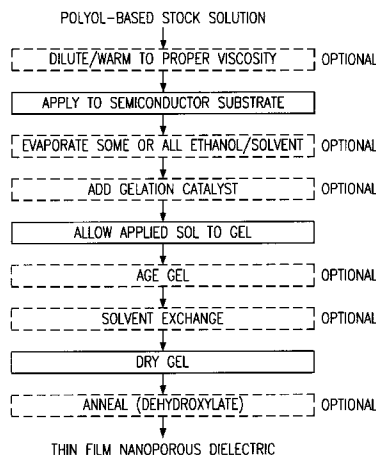 POLYOL-BASED STOCK SOLUTION
DILUTE/WARM TO PROPER VISCOSITY OPTIONAL
APPLY TO SEMICONDUCTOR SUBSTRATE
EVAPORATE SOME OR ALL ETHANOL/SOLVENT OPTIONAL
ADD GELATION CATALYST OPTIONAL
ALLOW APPLIED SOL TO GEL
AGE GEL OPTIONAL
SOLVENT EXCHANGE OPTIONAL
DRY GEL
ANNEAL (DEHYDROXYLATE) OPTIONAL
THIN FILM NANOPOROUS DIELECTRIC